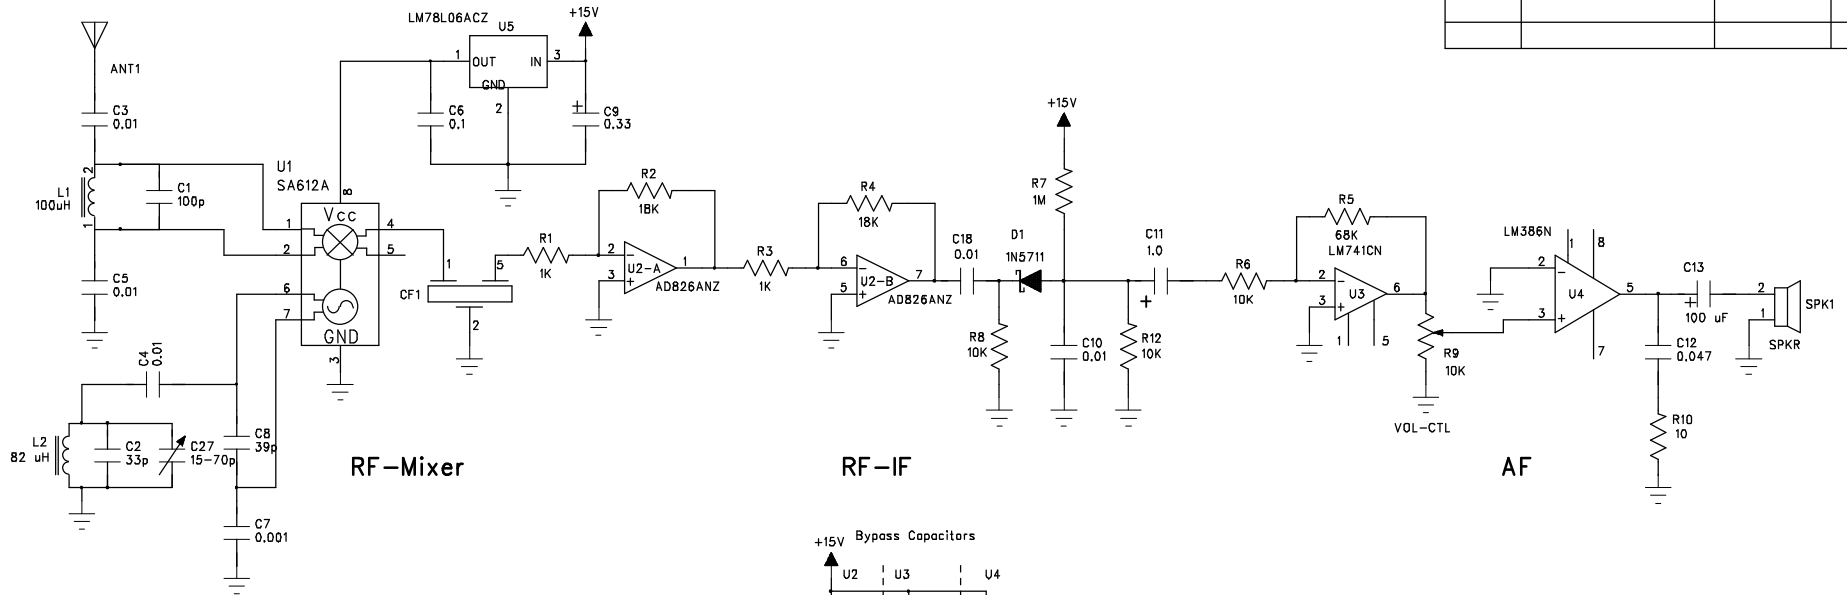 ANT1
C3
0.01
L1
100uH
2
1
C1
100p
C5
0.01
LM78L06ACZ
U5
+15V
1
OUT
IN
3
GND
2
C6
0.1
+
C9
0.33
U1
SA612A
8
Vcc
1
2
4
5
6
7
GND
3
C4
0.01
L2
82 uH
C2
33p
C27
15-70p
C8
39p
C7
0.001
RF-Mixer
CF1
1
5
2
R1
1K
R2
18K
2
3
1
U2-A
AD826ANZ
R3
1K
R4
18K
6
5
7
U2-B
AD826ANZ
RF-IF
C18
0.01
D1
1N5711
R8
10K
+15V
R7
1M
C10
0.01
R12
10K
C11
1.0
+
R6
10K
R5
68K
LM741CN
2
3
6
U3
1
5
R9
10K
VOL-CTL
LM386N
1
8
2
3
U4
5
7
C13
+
100 uF
2
1
SPK1
SPKR
C12
0.047
R10
10
AF
Bypass Capacitors
+15V
U2
U3
U4